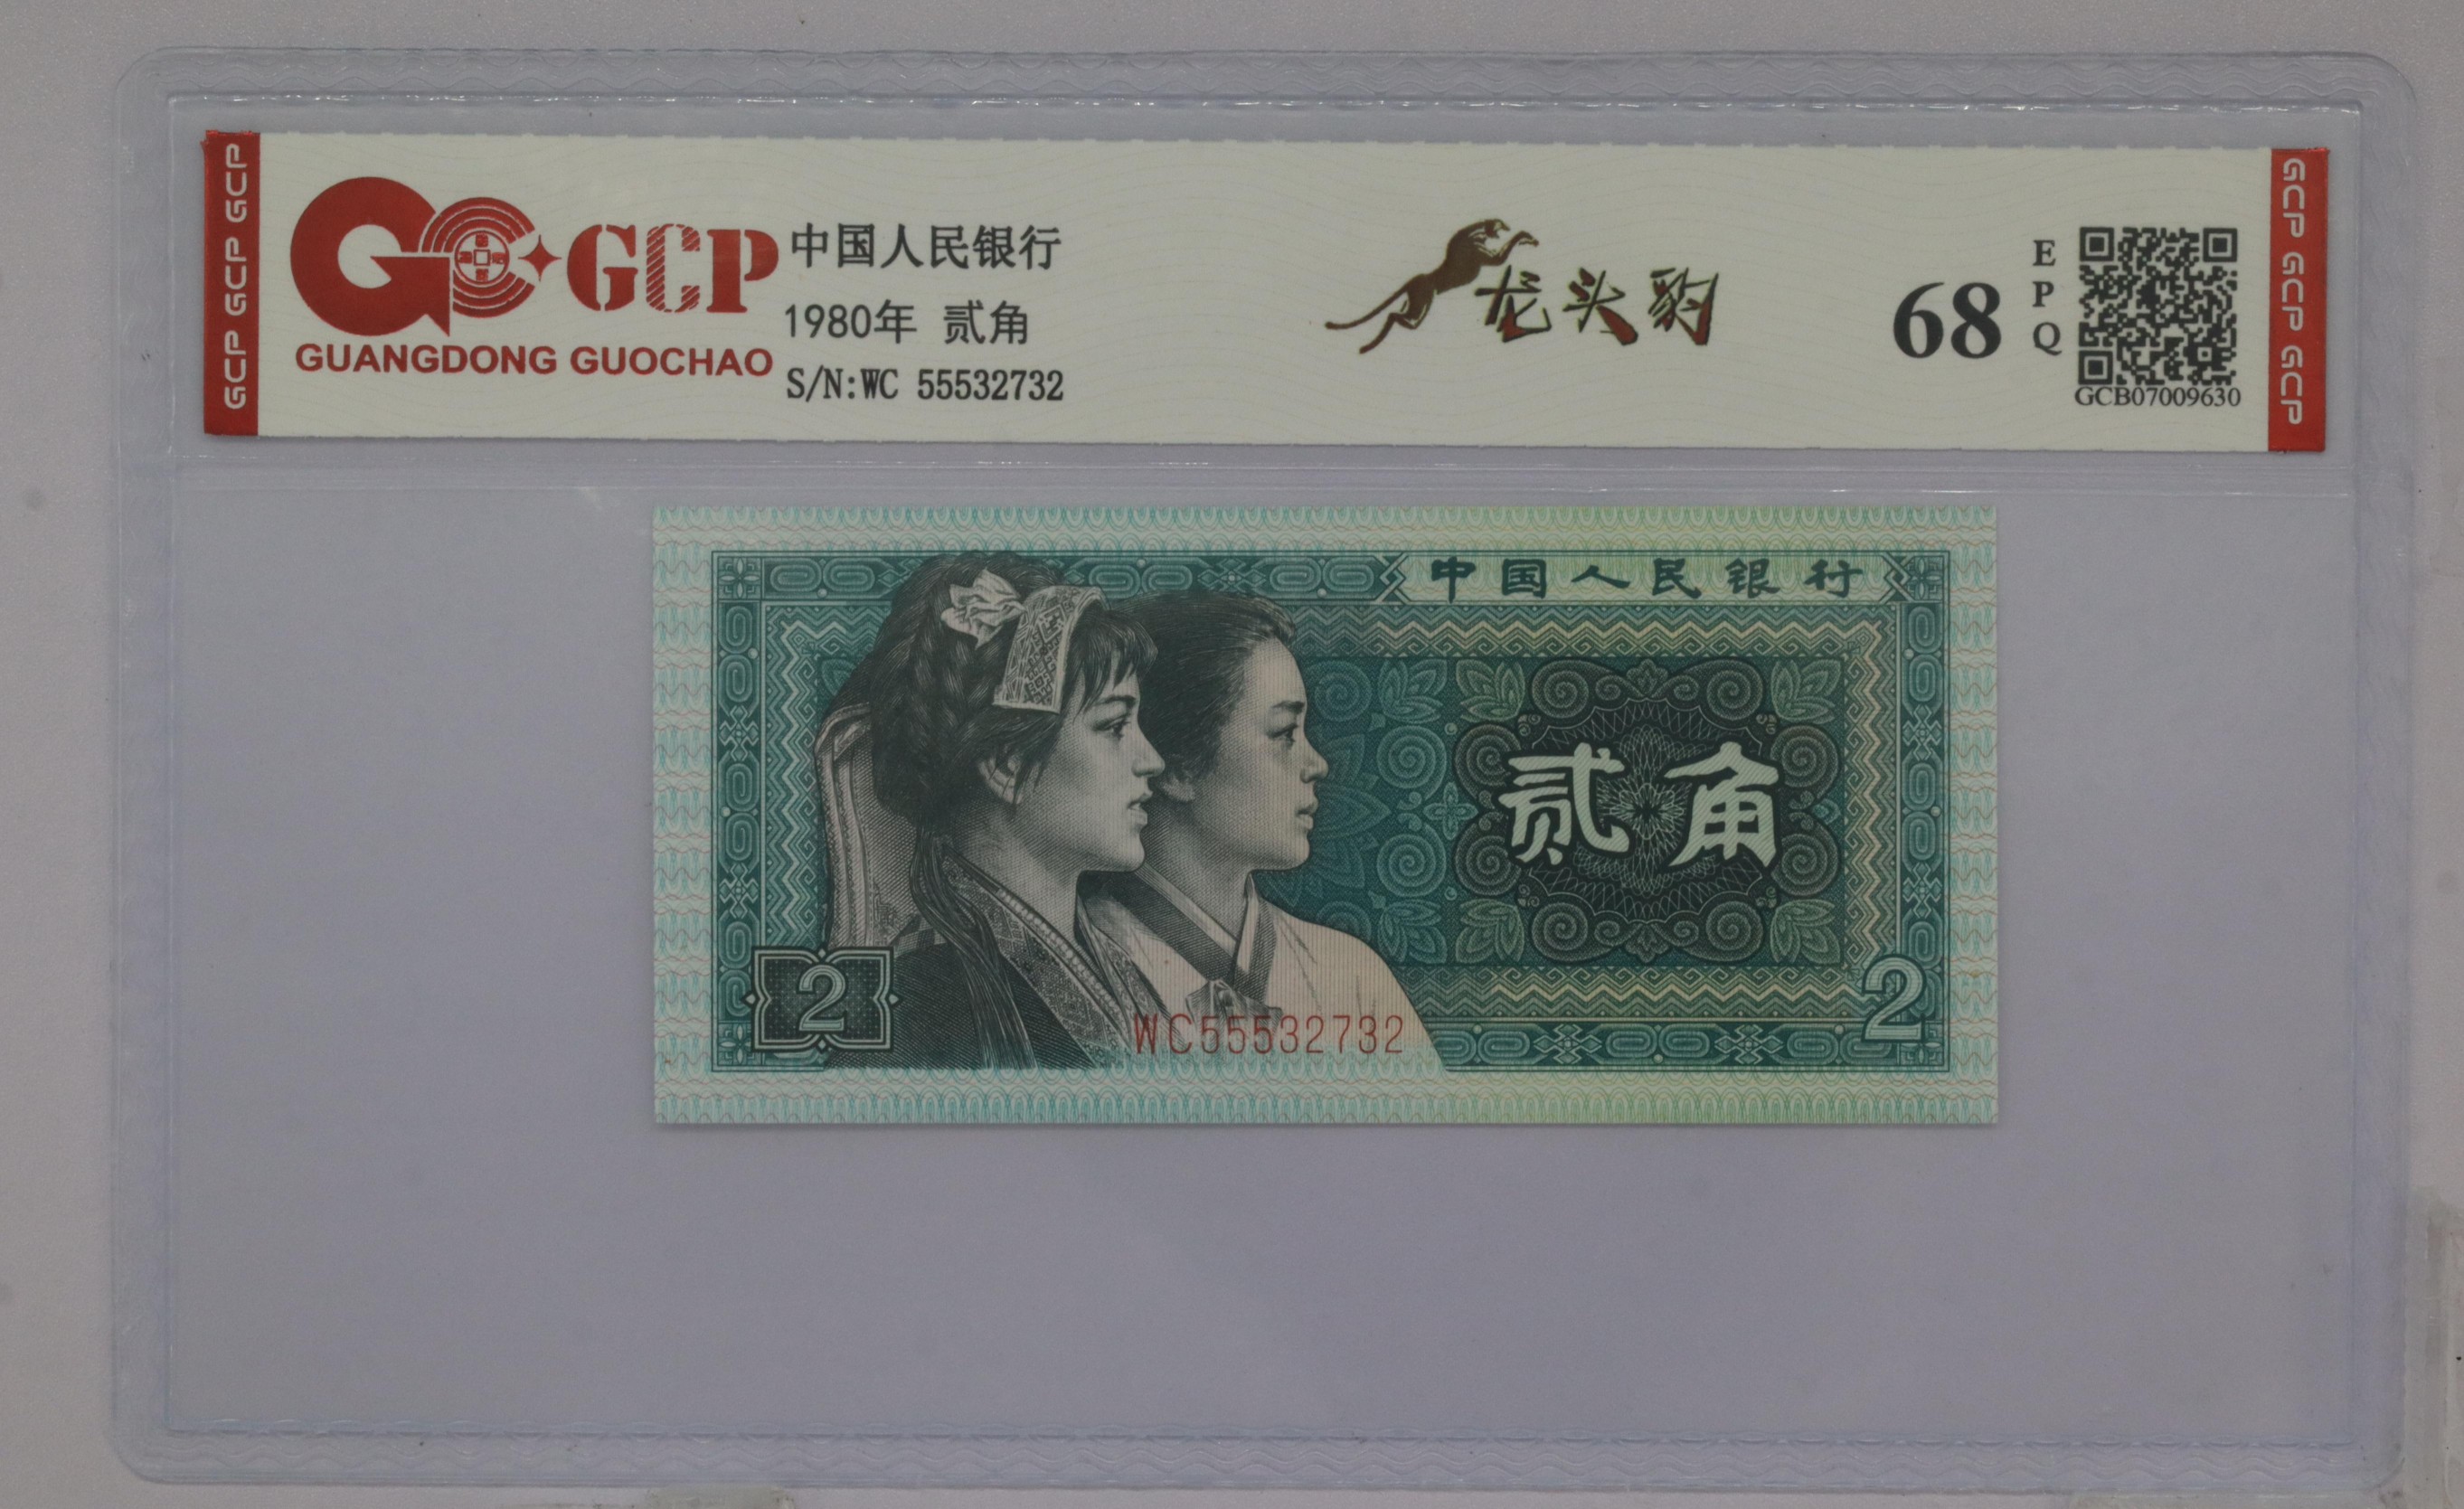 GCP GCP GCP
GCP
GUANGDONG GUOCHAO
中国人民银行
1980年 贰角
S/N:WC 55532732
龙头豹
68
EPQ
GCB07009630
GCP GCP GCP
中国人民银行
贰角
2
2
WC55532732